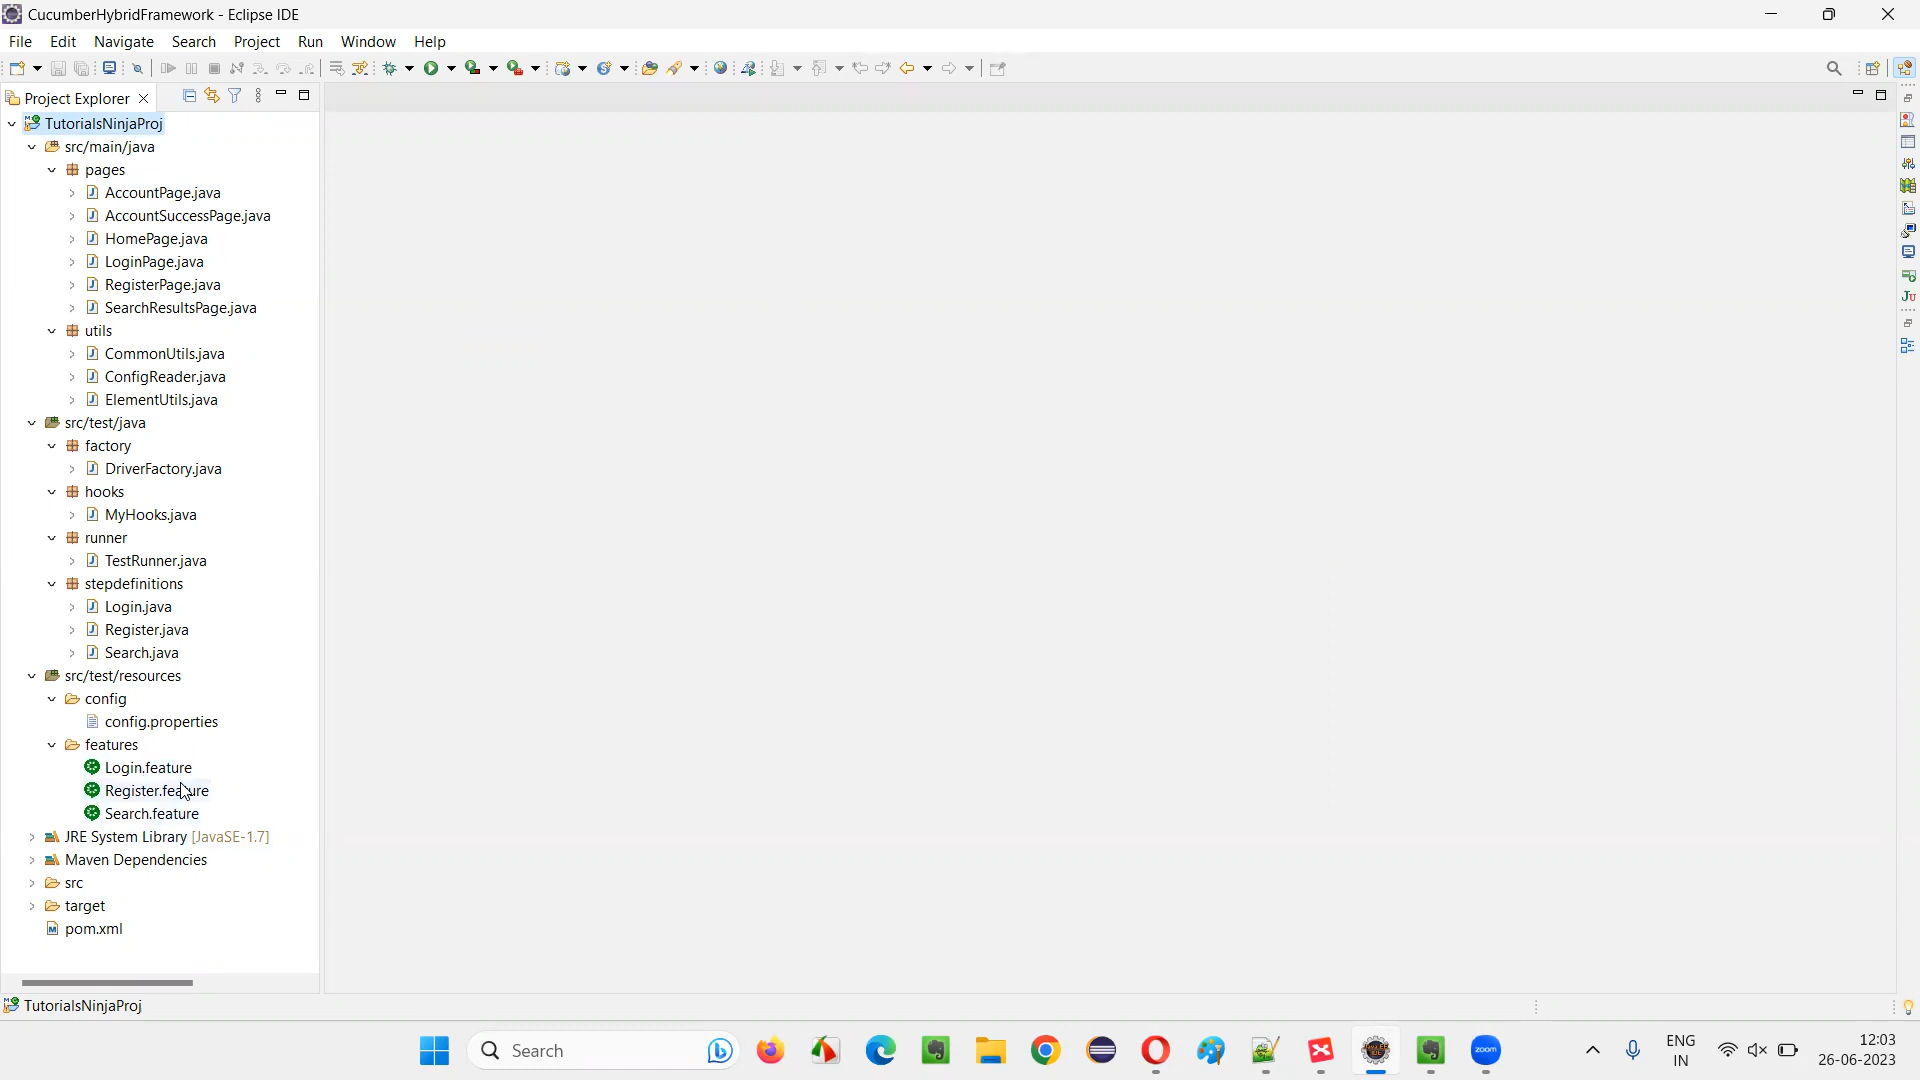 CucumberHybridFramework - Eclipse IDE
File Edit Navigate Search Project Run Window Help
Project Explorer
TutorialsNinjaProj
src/main/java
pages
AccountPage.java
AccountSuccessPage.java
HomePage.java
LoginPage.java
RegisterPage.java
SearchResultsPage.java
utils
CommonUtils.java
ConfigReader.java
ElementUtils.java
src/test/java
factory
DriverFactory.java
hooks
MyHooks.java
runner
TestRunner.java
stepdefinitions
Login.java
Register.java
Search.java
src/test/resources
config
config.properties
features
Login.feature
Register.feature
Search.feature
JRE System Library [JavaSE-1.7]
Maven Dependencies
src
target
pom.xml
TutorialsNinjaProj
Search
zoom
ENG
IN
12:03
26-06-2023